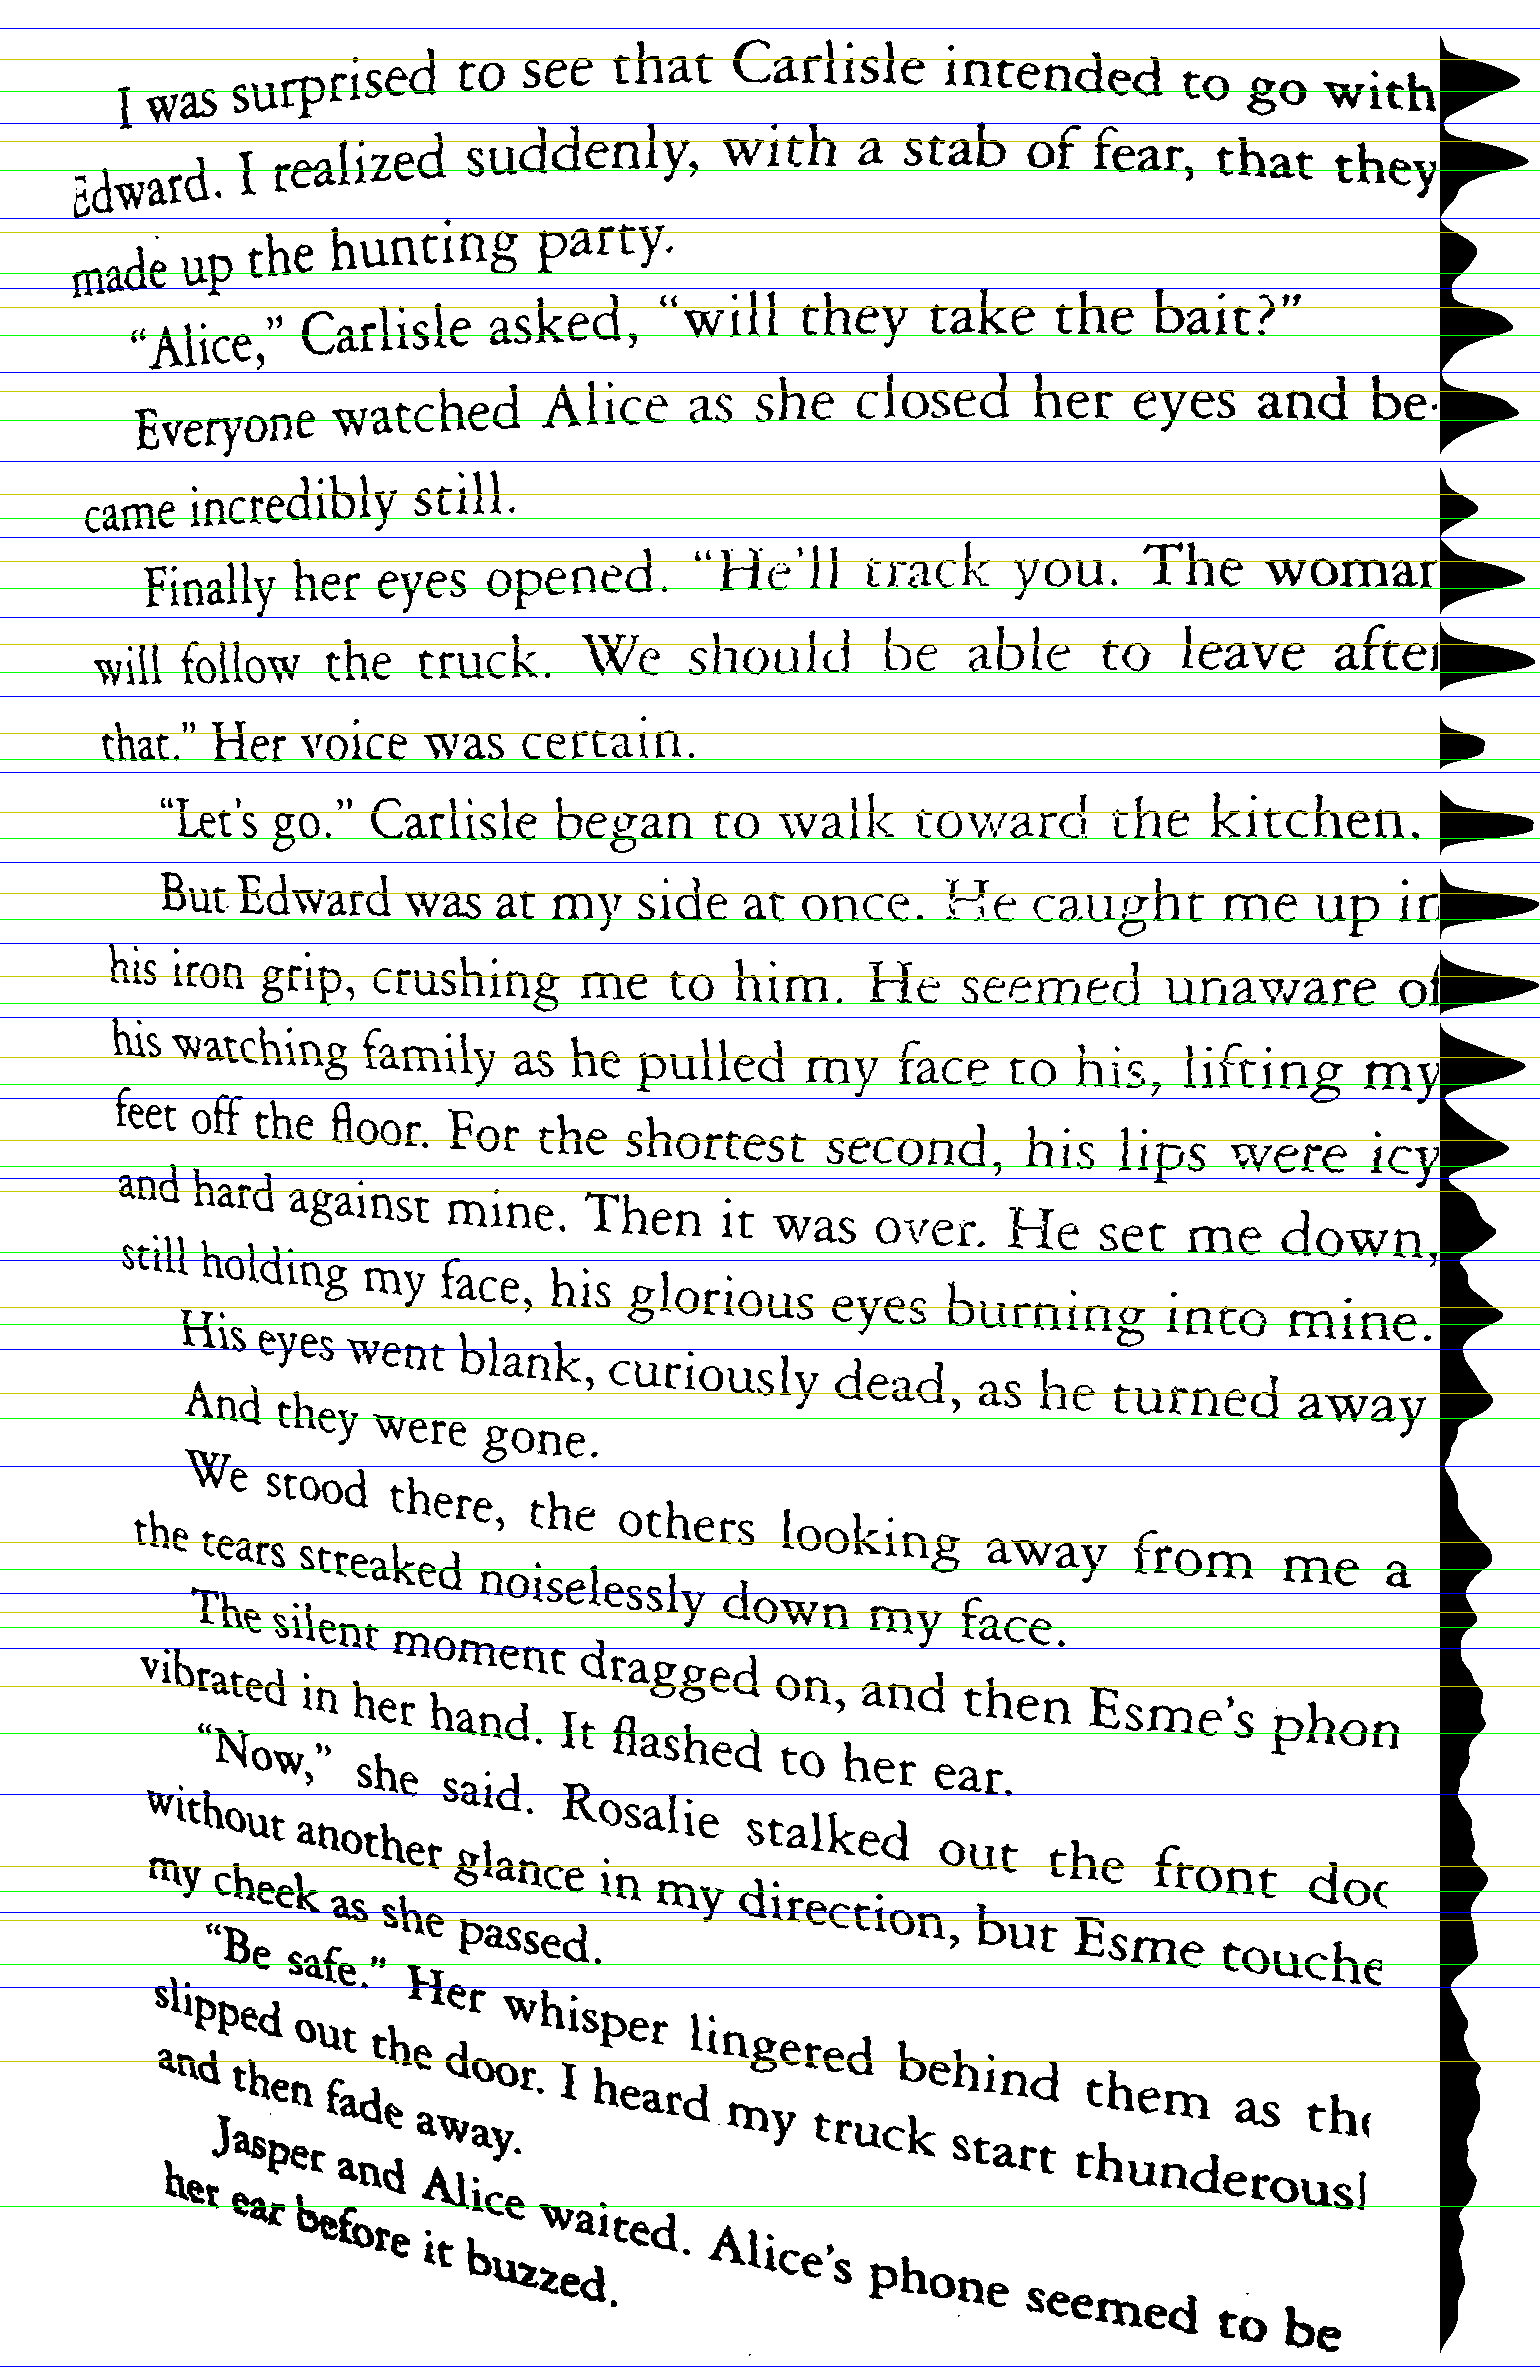 I was surprised to see that Carlisle intended to go with
Edward. I realized suddenly, with a stab of fear, that they
made up the hunting party.
“Alice,” Carlisle asked, “will they take the bait?”
Everyone watched Alice as she closed her eyes and be-
came incredibly still.
Finally her eyes opened. “He’ll track you. The womar
will follow the truck. We should be able to leave after
that.” Her voice was certain.
“Let’s go.” Carlisle began to walk toward the kitchen.
But Edward was at my side at once. He caught me up in
his iron grip, crushing me to him. He seemed unaware of
his watching family as he pulled my face to his, lifting my
feet off the floor. For the shortest second, his lips were icy
and hard against mine. Then it was over. He set me down,
still holding my face, his glorious eyes burning into mine.
His eyes went blank, curiously dead, as he turned away
And they were gone.
We stood there, the others looking away from me a
the tears streaked noiselessly down my face.
The silent moment dragged on, and then Esme’s phon
vibrated in her hand. It flashed to her ear.
“Now,” she said. Rosalie stalked out the front doo
without another glance in my direction, but Esme touche
my cheek as she passed.
“Be safe.” Her whisper lingered behind them as the
slipped out the door. I heard my truck start thunderousl
and then fade away.
Jasper and Alice waited. Alice’s phone seemed to be
her ear before it buzzed.